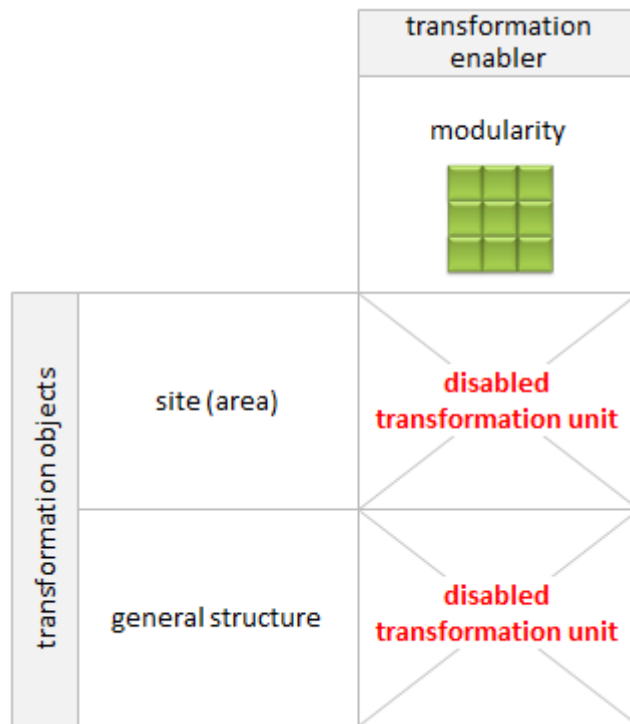 transformation
enabler
modularity
transformation objects
site (area)
disabled
transformation unit
general structure
disabled
transformation unit